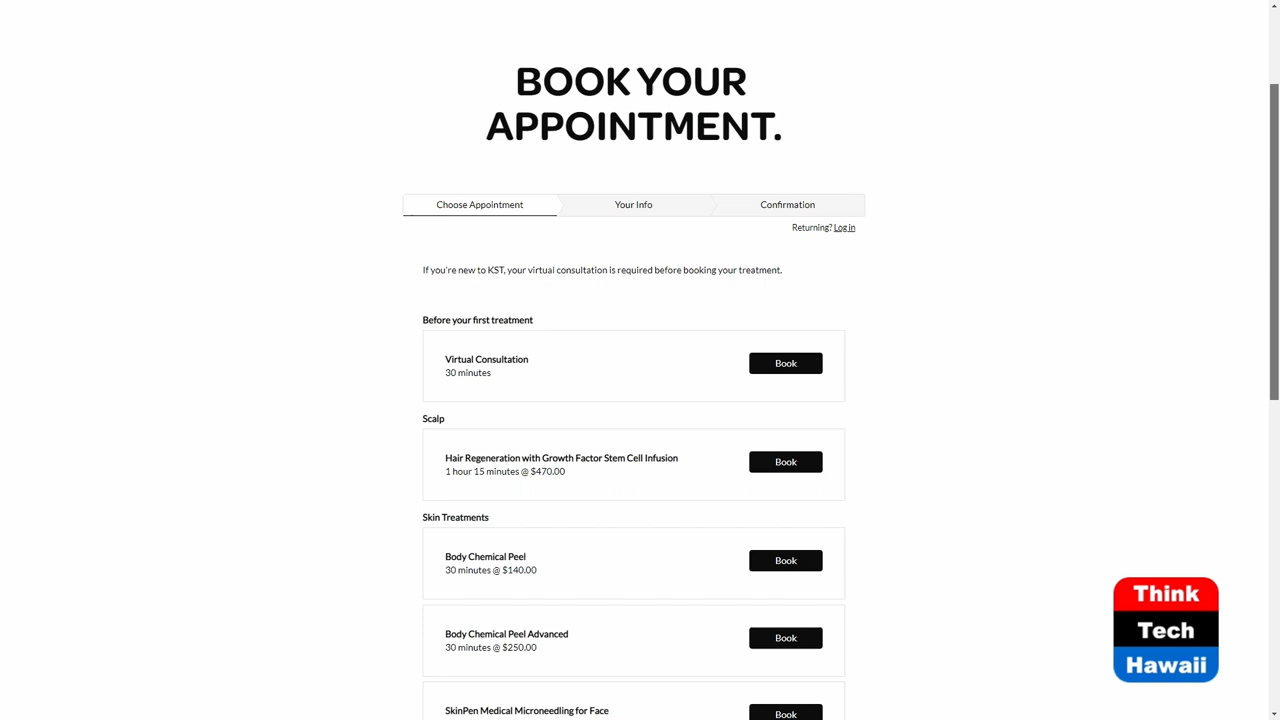 BOOK YOUR
APPOINTMENT.
Choose Appointment
Your Info
Confirmation
Returning? Log in
If you're new to KST, your virtual consultation is required before booking your treatment.
Before your first treatment
Virtual Consultation
30 minutes
Book
Scalp
Hair Regeneration with Growth Factor Stem Cell Infusion
1 hour 15 minutes @ $470.00
Book
Skin Treatments
Body Chemical Peel
30 minutes @ $140.00
Book
Body Chemical Peel Advanced
30 minutes @ $250.00
Book
SkinPen Medical Microneedling for Face
Book
Think
Tech
Hawaii